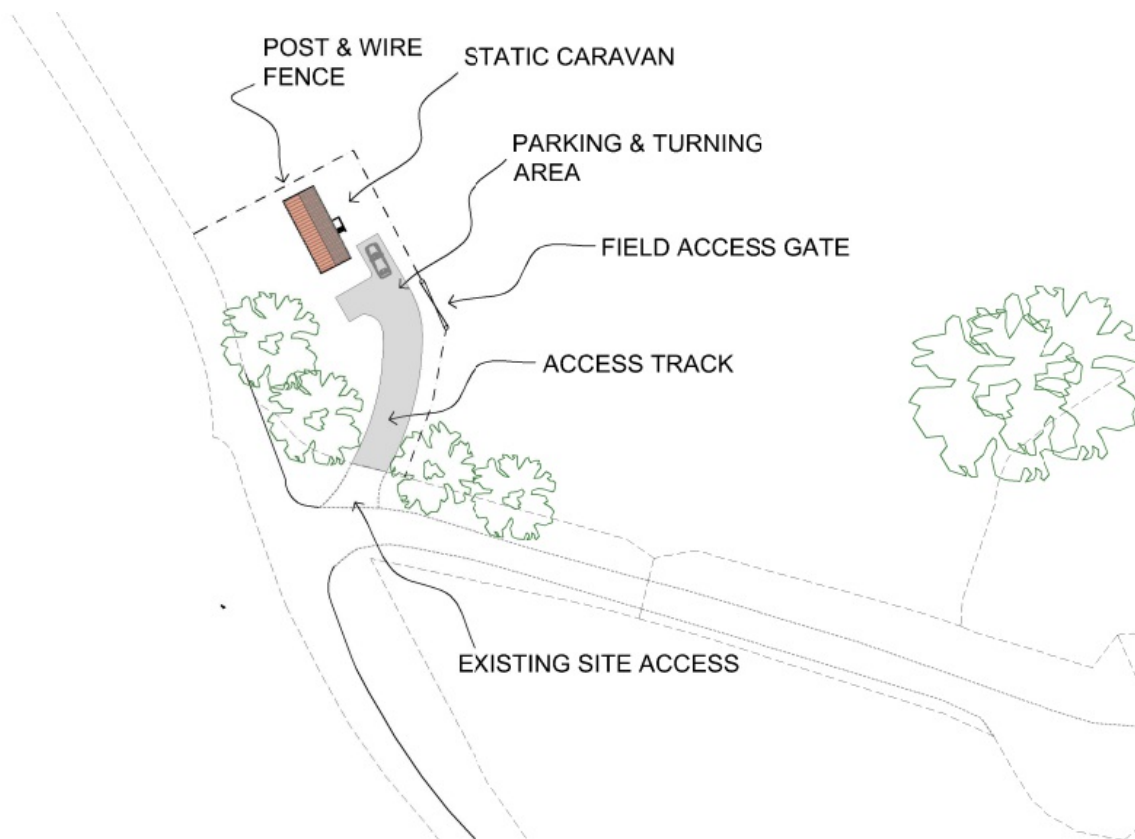 POST & WIRE
FENCE
STATIC CARAVAN
PARKING & TURNING
AREA
FIELD ACCESS GATE
ACCESS TRACK
EXISTING SITE ACCESS